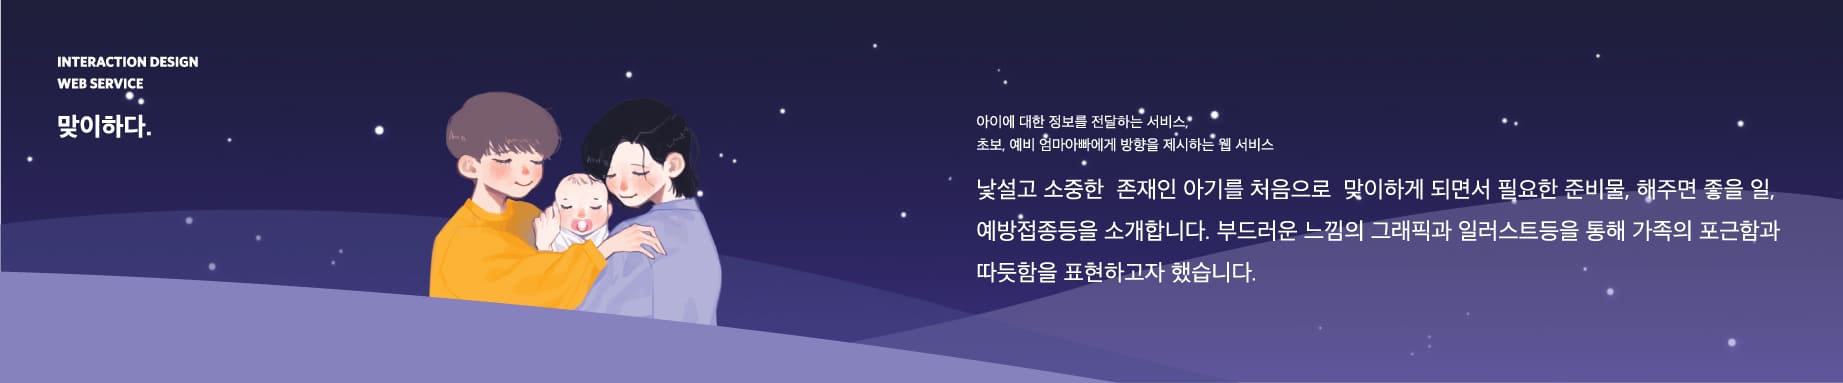 INTERACTION DESIGN
WEB SERVICE
맞이하다.
아이에 대한 정보를 전달하는 서비스,
초보, 예비 엄마아빠에게 방향을 제시하는 웹 서비스
낯설고 소중한 존재인 아기를 처음으로 맞이하게 되면서 필요한 준비물, 해주면 좋을 일,
예방접종등을 소개합니다. 부드러운 느낌의 그래픽과 일러스트등을 통해 가족의 포근함과
따듯함을 표현하고자 했습니다.